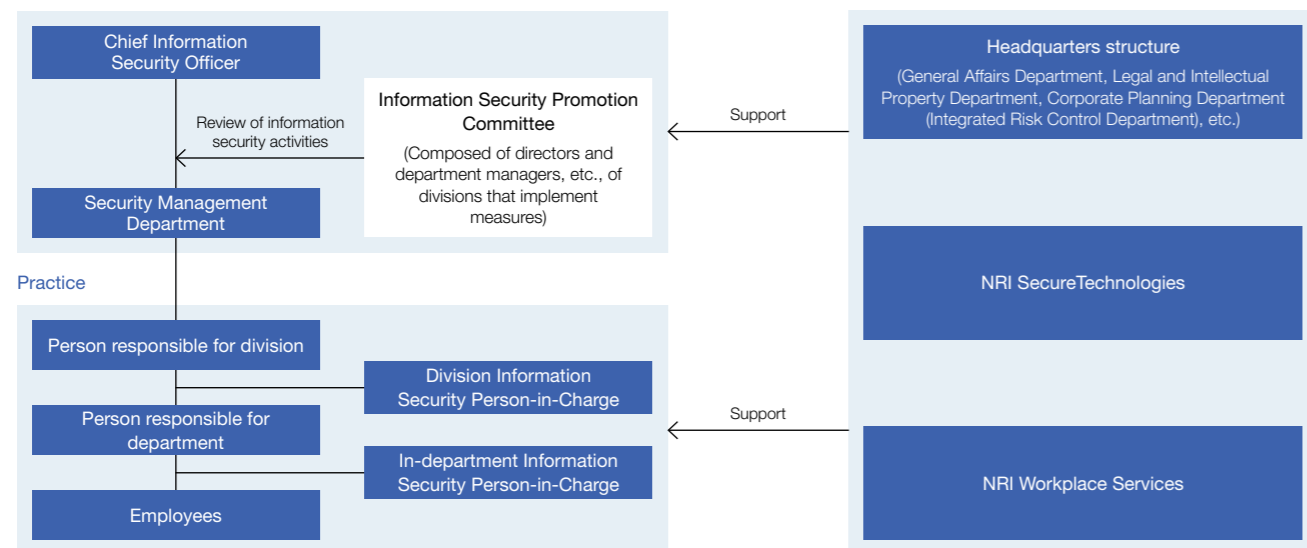 Chief Information
Security Officer
Review of information
security activities
Information Security Promotion
Committee
(Composed of directors and
department managers, etc., of
divisions that implement
measures)
Security Management
Department
Support
Headquarters structure
(General Affairs Department, Legal and Intellectual
Property Department, Corporate Planning Department
(Integrated Risk Control Department), etc.)
NRI SecureTechnologies
NRI Workplace Services
Practice
Person responsible for division
Division Information
Security Person-in-Charge
Person responsible for
department
In-department Information
Security Person-in-Charge
Employees
Support